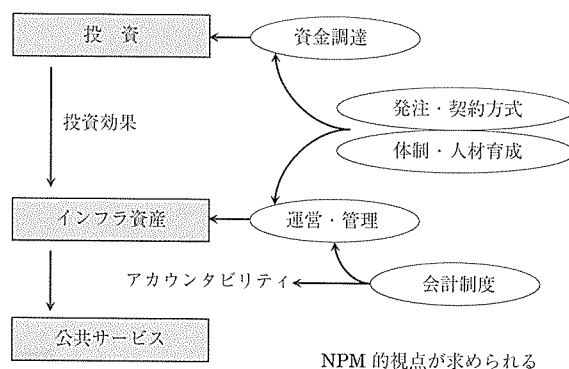 投 資
資金調達
発注・契約方式
投資効果
体制・人材育成
インフラ資産
運営・管理
アカウンタビリティ
会計制度
公共サービス
NPM 的視点が求められる